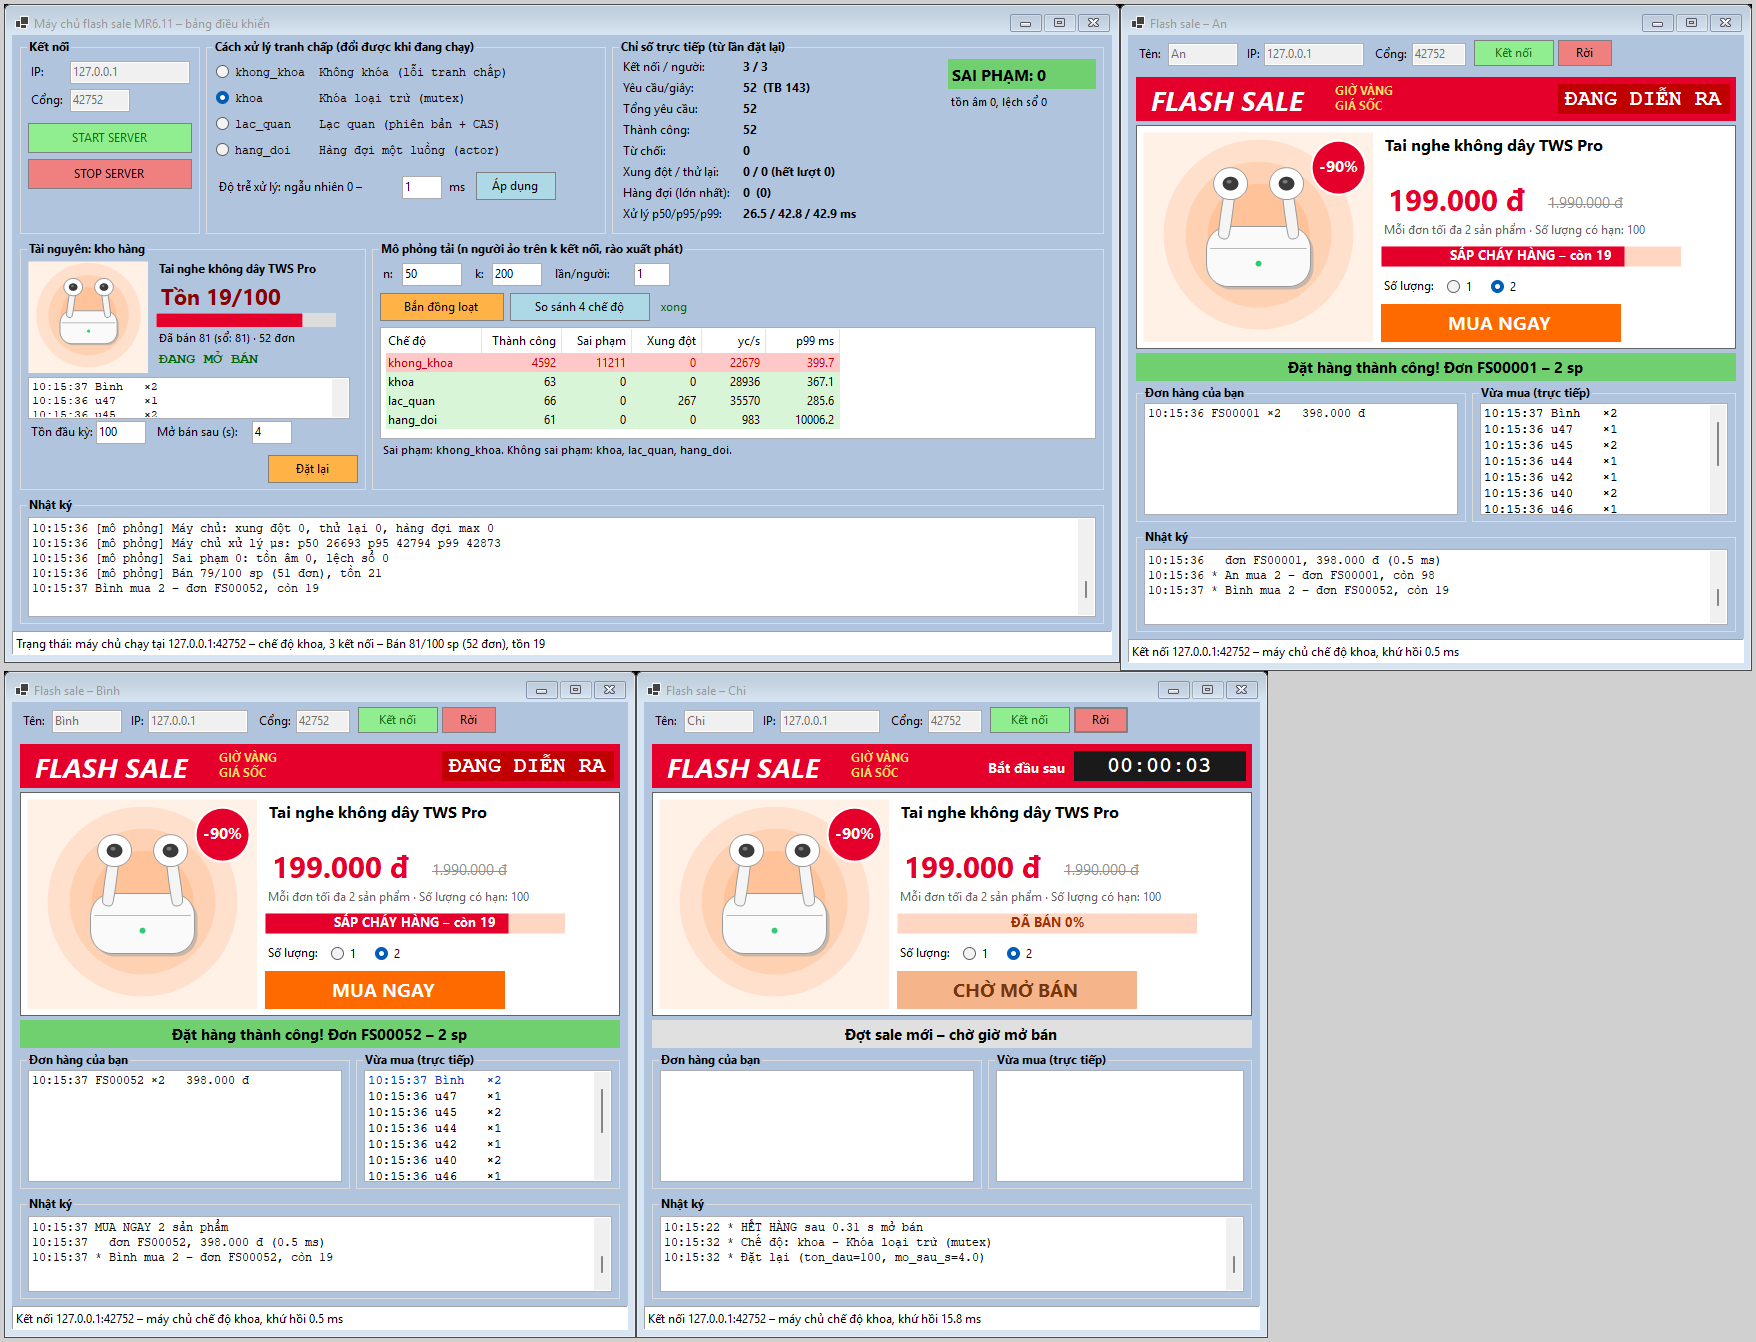 Máy chủ flash sale MR6.11 – bảng điều khiển
Kết nối
IP: 127.0.0.1
Cổng: 42752
START SERVER
STOP SERVER
Cách xử lý tranh chấp (đổi được khi đang chạy)
khong_khoa Không khóa (lỗi tranh chấp)
khoa Khóa loại trừ (mutex)
lac_quan Lạc quan (phiên bản + CAS)
hang_doi Hàng đợi một luồng (actor)
Độ trễ xử lý: ngẫu nhiên 0 – 1 ms Áp dụng
Chỉ số trực tiếp (từ lần đặt lại)
Kết nối / người: 3 / 3
Yêu cầu/giây: 52 (TB 143)
Tổng yêu cầu: 52
Thành công: 52
Từ chối: 0
Xung đột / thử lại: 0 / 0 (hết lượt 0)
Hàng đợi (lớn nhất): 0 (0)
Xử lý p50/p95/p99: 26.5 / 42.8 / 42.9 ms
SAI PHẠM: 0
tồn âm 0, lệch sổ 0
Tài nguyên: kho hàng
Tai nghe không dây TWS Pro
Tồn 19/100
Đã bán 81 (sổ: 81) · 52 đơn
ĐANG MỞ BÁN
10:15:37 Bình ×2
10:15:36 u47 ×1
10:15:36 u45 ×2
Tồn đầu kỳ: 100 Mở bán sau (s): 4
Đặt lại
Mô phỏng tải (n người ảo trên k kết nối, rào xuất phát)
n: 50 k: 200 lần/người: 1
Bắn đồng loạt So sánh 4 chế độ xong
Chế độ Thành công Sai phạm Xung đột yc/s p99 ms
khong_khoa 4592 11211 0 22679 399.7
khoa 63 0 0 28936 367.1
lac_quan 66 0 267 35570 285.6
hang_doi 61 0 0 983 10006.2
Sai phạm: khong_khoa. Không sai phạm: khoa, lac_quan, hang_doi.
Nhật ký
10:15:36 [mô phỏng] Máy chủ: xung đột 0, thử lại 0, hàng đợi max 0
10:15:36 [mô phỏng] Máy chủ xử lý µs: p50 26693 p95 42794 p99 42873
10:15:36 [mô phỏng] Sai phạm 0: tồn âm 0, lệch sổ 0
10:15:36 [mô phỏng] Bán 79/100 sp (51 đơn), tồn 21
10:15:37 Bình mua 2 – đơn FS00052, còn 19
Trạng thái: máy chủ chạy tại 127.0.0.1:42752 – chế độ khoa, 3 kết nối – Bán 81/100 sp (52 đơn), tồn 19
Flash sale – An
Tên: An IP: 127.0.0.1 Cổng: 42752 Kết nối Rời
FLASH SALE
GIỜ VÀNG
GIÁ SỐC
ĐANG DIỄN RA
-90%
Tai nghe không dây TWS Pro
199.000 đ 1.990.000 đ
Mỗi đơn tối đa 2 sản phẩm · Số lượng có hạn: 100
SẮP CHÁY HÀNG – còn 19
Số lượng: 1 2
MUA NGAY
Đặt hàng thành công! Đơn FS00001 – 2 sp
Đơn hàng của bạn
10:15:36 FS00001 ×2 398.000 đ
Vừa mua (trực tiếp)
10:15:37 Bình ×2
10:15:36 u47 ×1
10:15:36 u45 ×2
10:15:36 u44 ×1
10:15:36 u42 ×1
10:15:36 u40 ×2
10:15:36 u46 ×1
Nhật ký
10:15:36 đơn FS00001, 398.000 đ (0.5 ms)
10:15:36 * An mua 2 – đơn FS00001, còn 98
10:15:37 * Bình mua 2 – đơn FS00052, còn 19
Kết nối 127.0.0.1:42752 – máy chủ chế độ khoa, khứ hồi 0.5 ms
Flash sale – Bình
Tên: Bình IP: 127.0.0.1 Cổng: 42752 Kết nối Rời
FLASH SALE
GIỜ VÀNG
GIÁ SỐC
ĐANG DIỄN RA
-90%
Tai nghe không dây TWS Pro
199.000 đ 1.990.000 đ
Mỗi đơn tối đa 2 sản phẩm · Số lượng có hạn: 100
SẮP CHÁY HÀNG – còn 19
Số lượng: 1 2
MUA NGAY
Đặt hàng thành công! Đơn FS00052 – 2 sp
Đơn hàng của bạn
10:15:37 FS00052 ×2 398.000 đ
Vừa mua (trực tiếp)
10:15:37 Bình ×2
10:15:36 u47 ×1
10:15:36 u45 ×2
10:15:36 u44 ×1
10:15:36 u42 ×1
10:15:36 u40 ×2
10:15:36 u46 ×1
Nhật ký
10:15:37 MUA NGAY 2 sản phẩm
10:15:37 đơn FS00052, 398.000 đ (0.5 ms)
10:15:37 * Bình mua 2 – đơn FS00052, còn 19
Kết nối 127.0.0.1:42752 – máy chủ chế độ khoa, khứ hồi 0.5 ms
Flash sale – Chi
Tên: Chi IP: 127.0.0.1 Cổng: 42752 Kết nối Rời
FLASH SALE
GIỜ VÀNG
GIÁ SỐC
Bắt đầu sau 00:00:03
-90%
Tai nghe không dây TWS Pro
199.000 đ 1.990.000 đ
Mỗi đơn tối đa 2 sản phẩm · Số lượng có hạn: 100
ĐÃ BÁN 0%
Số lượng: 1 2
CHỜ MỞ BÁN
Đợt sale mới – chờ giờ mở bán
Đơn hàng của bạn
Vừa mua (trực tiếp)
Nhật ký
10:15:22 * HẾT HÀNG sau 0.31 s mở bán
10:15:32 * Chế độ: khoa – Khóa loại trừ (mutex)
10:15:32 * Đặt lại (ton_dau=100, mo_sau_s=4.0)
Kết nối 127.0.0.1:42752 – máy chủ chế độ khoa, khứ hồi 15.8 ms